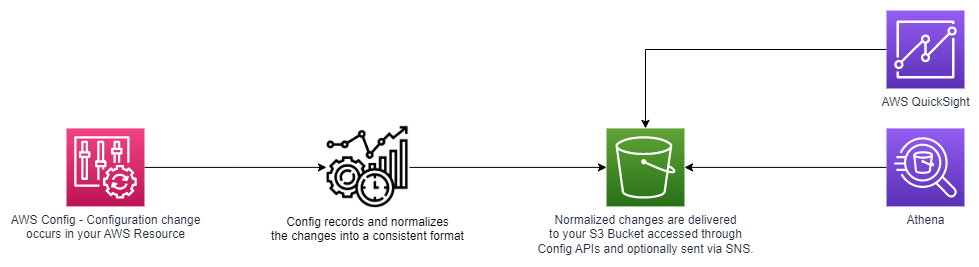 AWS QuickSight
AWS Config - Configuration change
occurs in your AWS Resource
Config records and normalizes
the changes into a consistent format
Normalized changes are delivered
to your S3 Bucket accessed through
Config APIs and optionally sent via SNS.
Athena